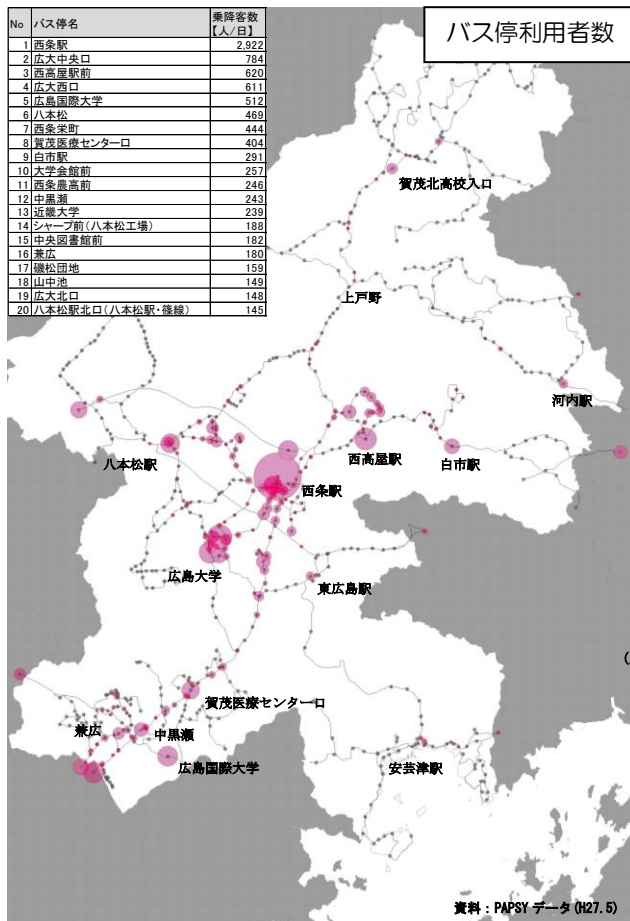 バス停利用者数
No バス停名 乗降客数【人/日】
1 西条駅 2,922
2 広大中央口 784
3 西高屋駅前 620
4 広大西口 611
5 広島国際大学 512
6 八本松 469
7 西条栄町 444
8 賀茂医療センター口 404
9 白市駅 291
10 大学会館前 257
11 西条農高前 246
12 中黒瀬 243
13 近畿大学 239
14 シャープ前(八本松工場) 188
15 中央図書館前 182
16 兼広 180
17 磯松団地 159
18 山中池 149
19 広大北口 148
20 八本松駅北口(八本松駅・篠線) 145
賀茂北高校入口
上戸野
河内駅
西高屋駅
白市駅
八本松駅
西条駅
広島大学
東広島駅
賀茂医療センター口
兼広
中黒瀬
広島国際大学
安芸津駅
(
資料：PAPSY データ(H27.5)